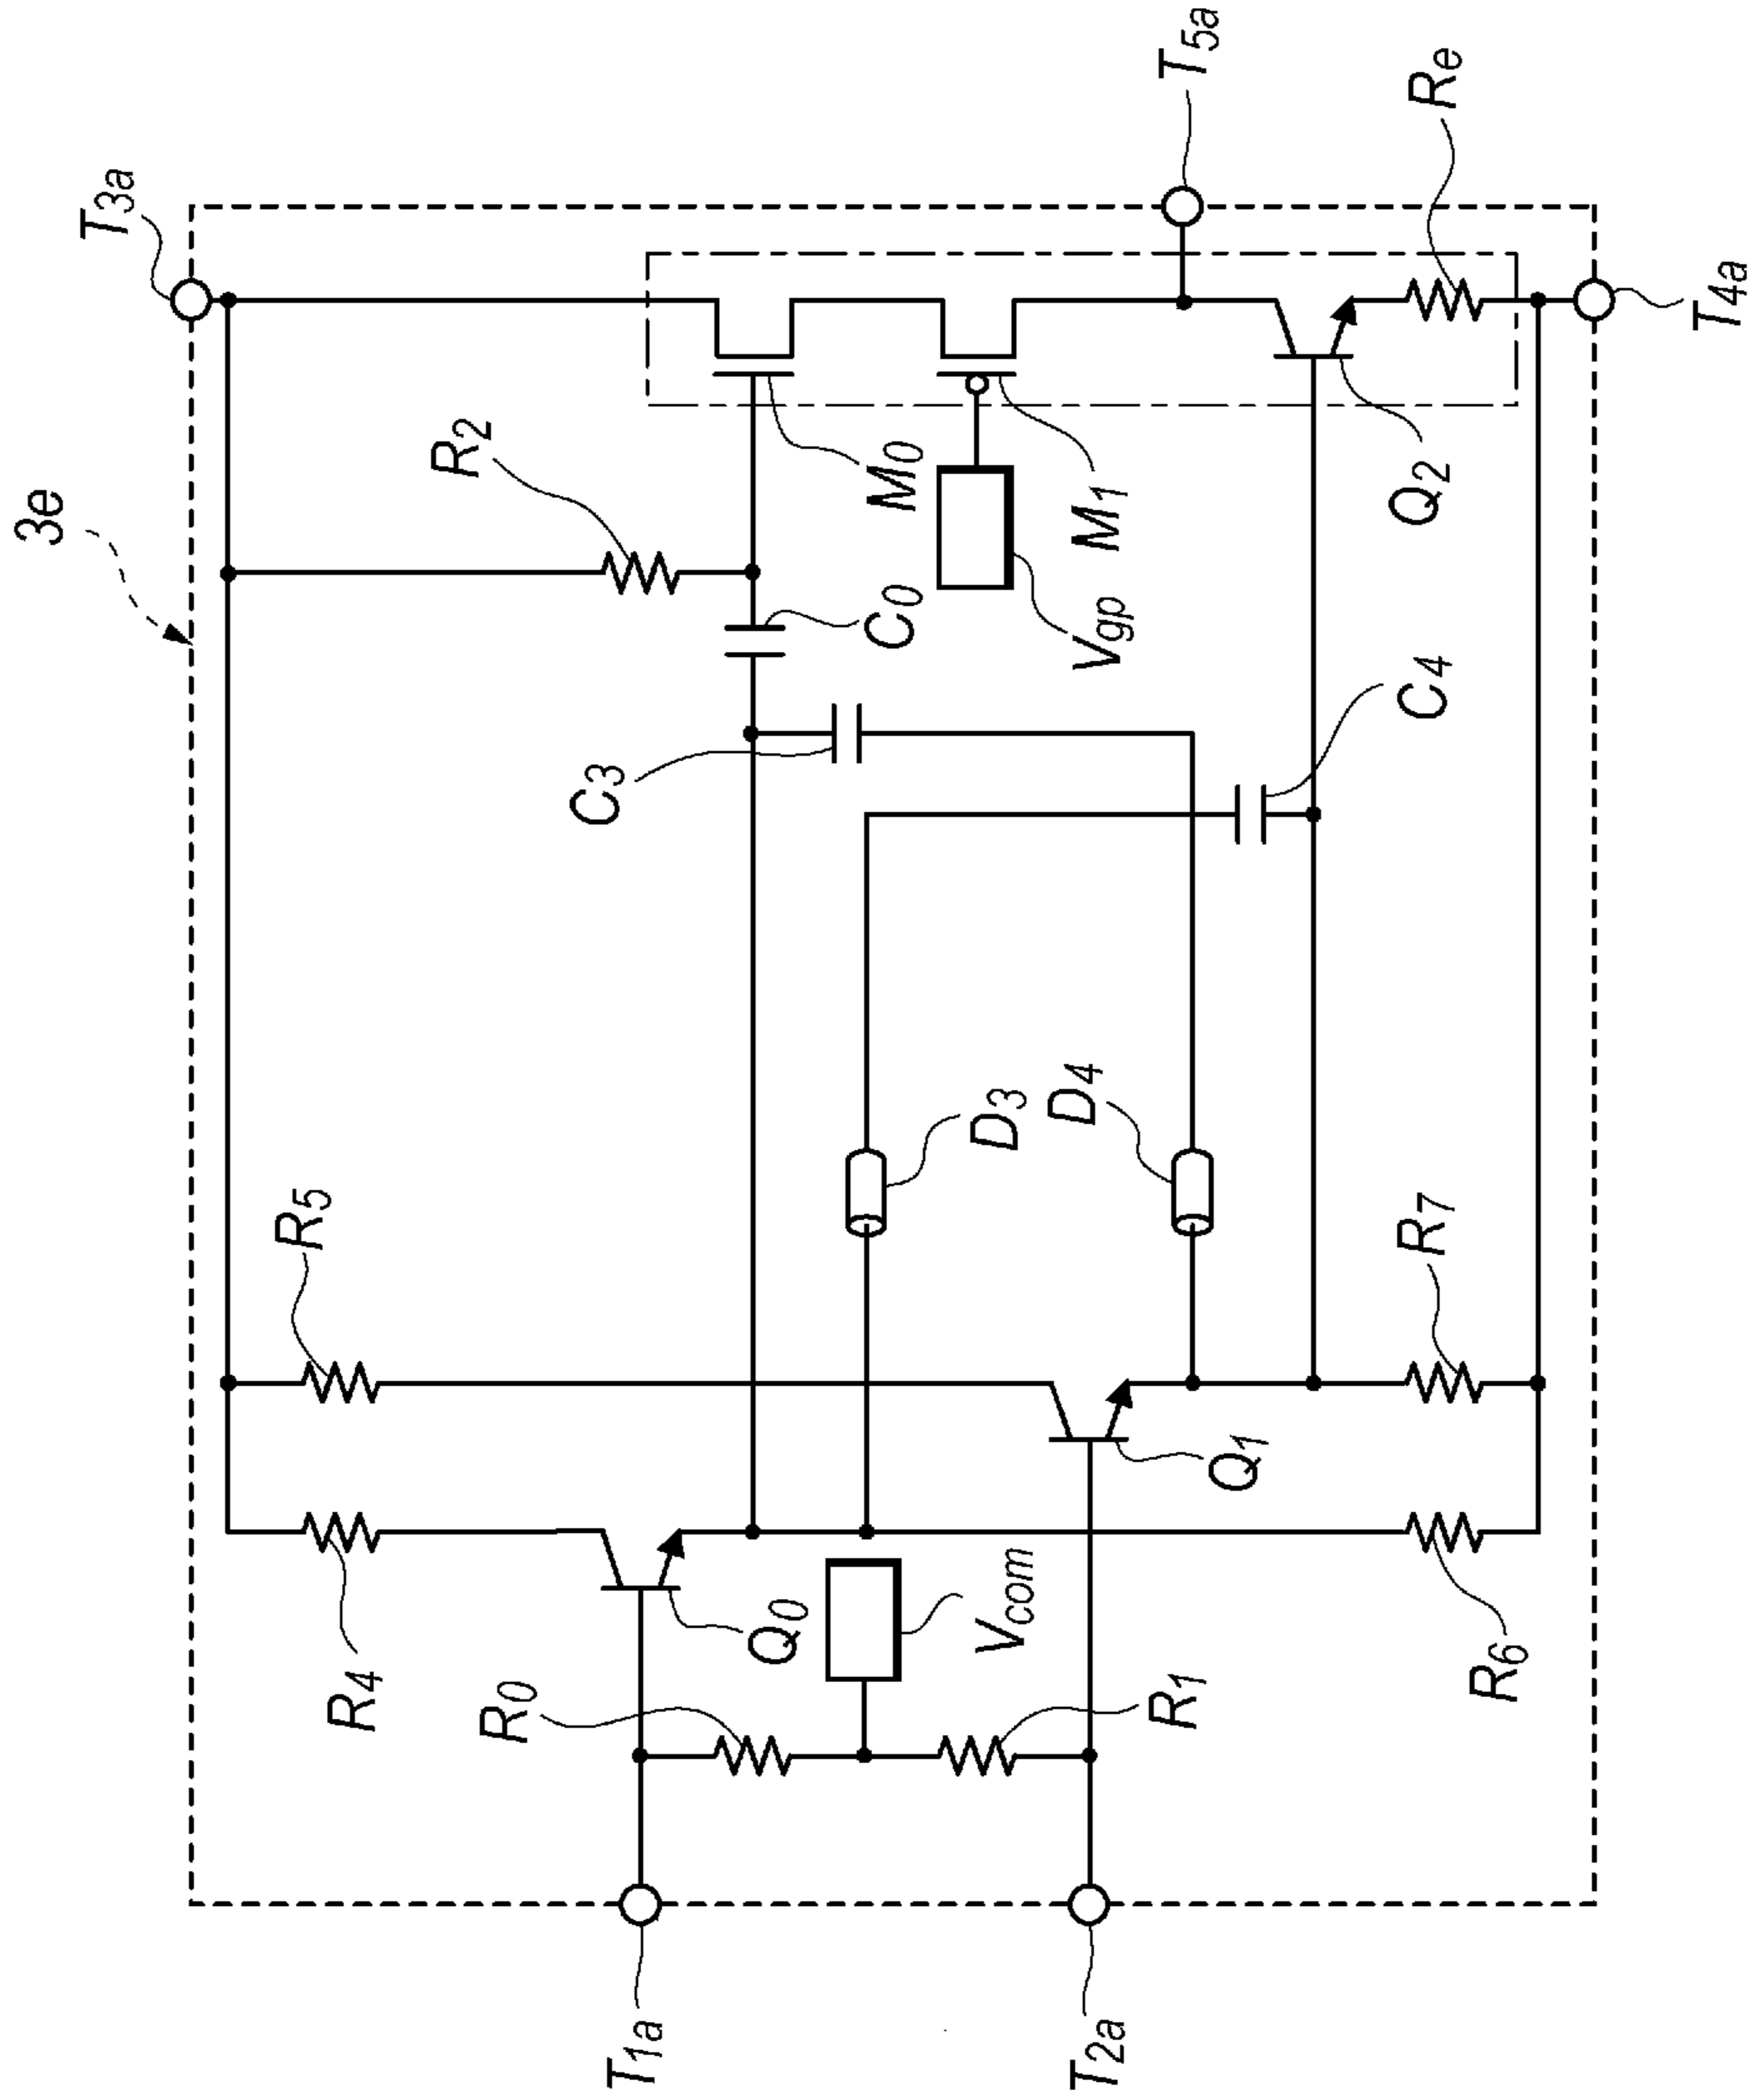 3e
T3a
R5
R4
R2
C3
C0
M0
M1
Vgp
T5a
Re
Q2
C4
D3
D4
R7
Q1
Q0
Vcom
R0
R1
R6
T1a
T2a
T4a